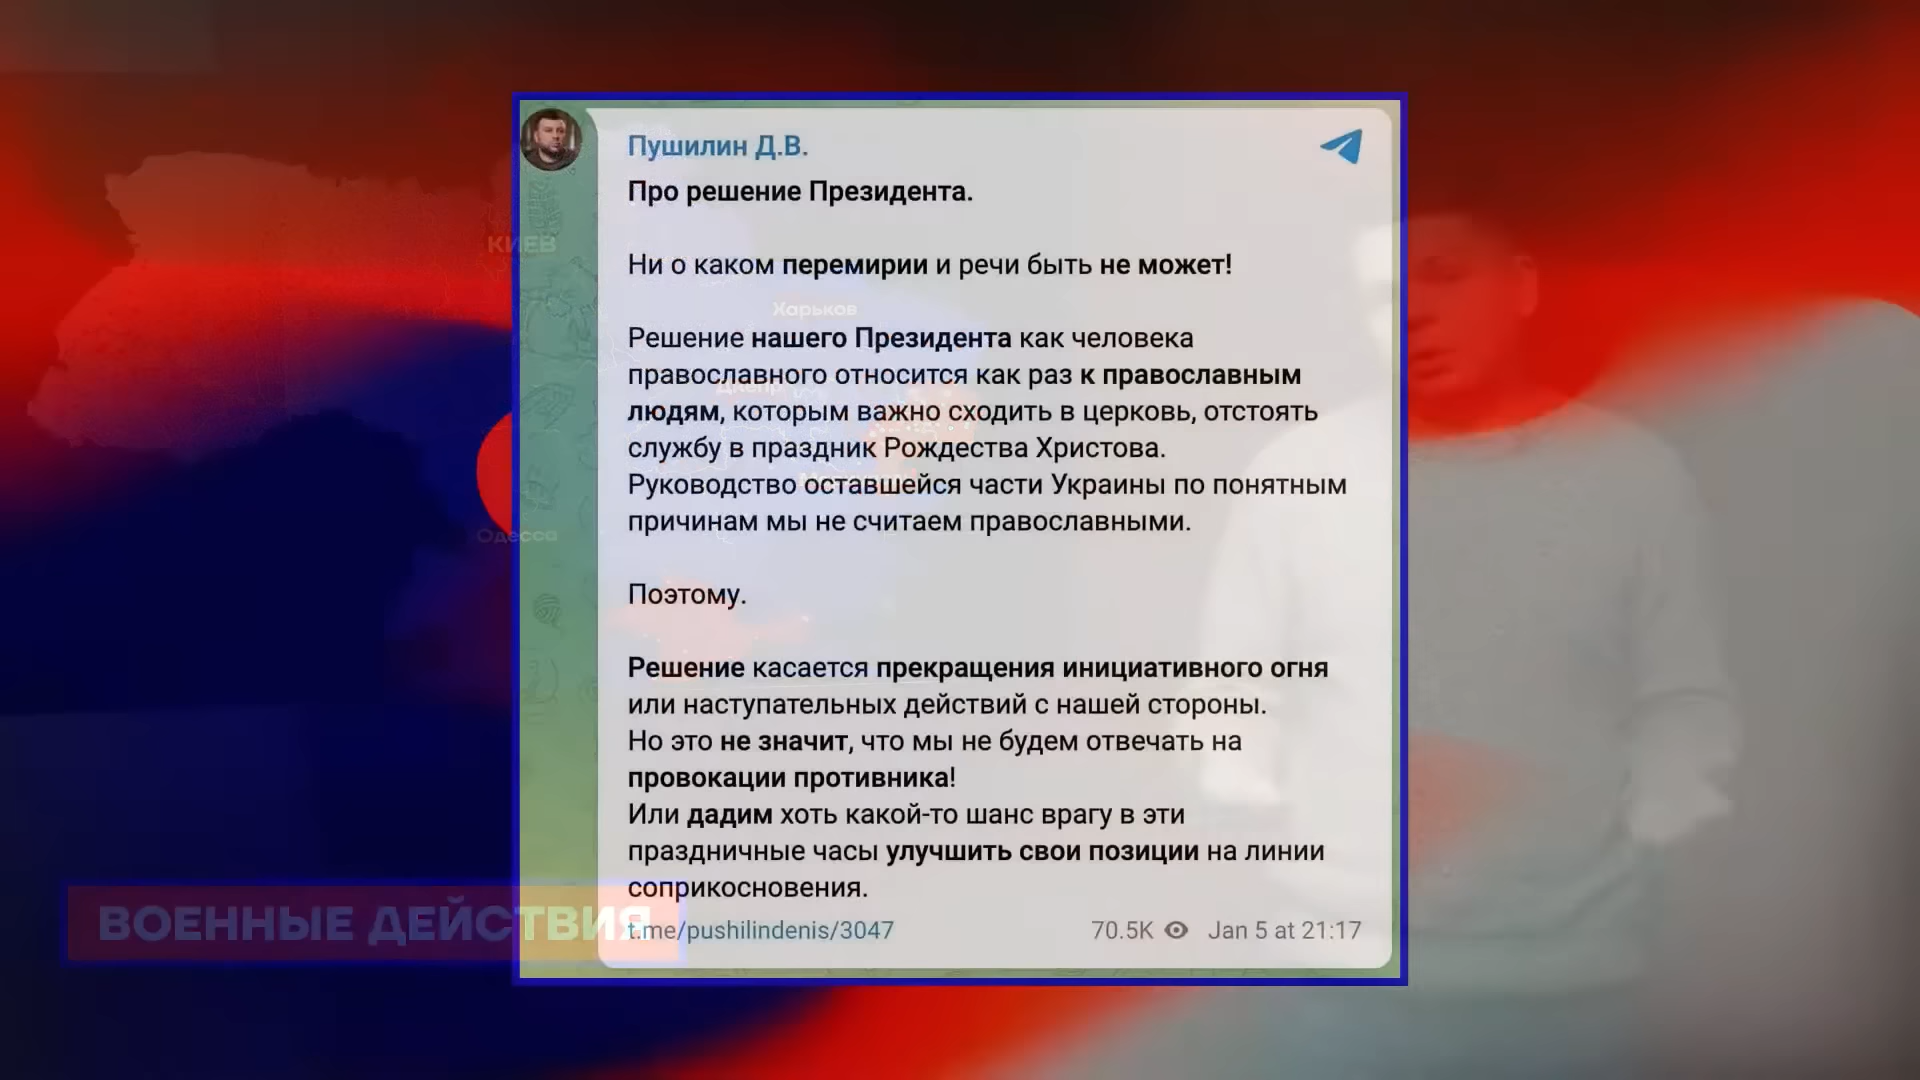 Пушилин Д.В.
Про решение Президента.
Ни о каком перемирии и речи быть не может!
Решение нашего Президента как человека
православного относится как раз к православным
людям, которым важно сходить в церковь, отстоять
службу в праздник Рождества Христова.
Руководство оставшейся части Украины по понятным
причинам мы не считаем православными.
Поэтому.
Решение касается прекращения инициативного огня
или наступательных действий с нашей стороны.
Но это не значит, что мы не будем отвечать на
провокации противника!
Или дадим хоть какой-то шанс врагу в эти
праздничные часы улучшить свои позиции на линии
соприкосновения.
t.me/pushilindenis/3047 70.5K Jan 5 at 21:17
КИЕВ
Харьков
Одесса
ВОЕННЫЕ ДЕЙСТВИЯ